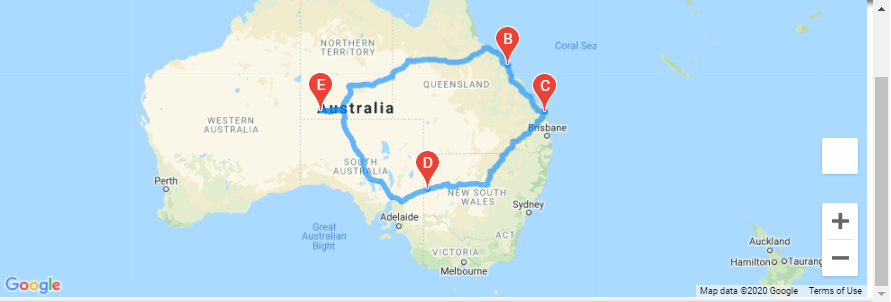 Coral Sea
B
NORTHERN
TERRITORY
E
QUEENSLAND
C
Australia
WESTERN
AUSTRALIA
Brisbane
D
SOUTH
AUSTRALIA
Perth
NEW SOUTH
WALES
Sydney
Adelaide
Great
Australian
Bight
ACT
VICTORIA
Melbourne
Auckland
Hamilton
Taurang
Google
Map data ©2020 Google
Terms of Use